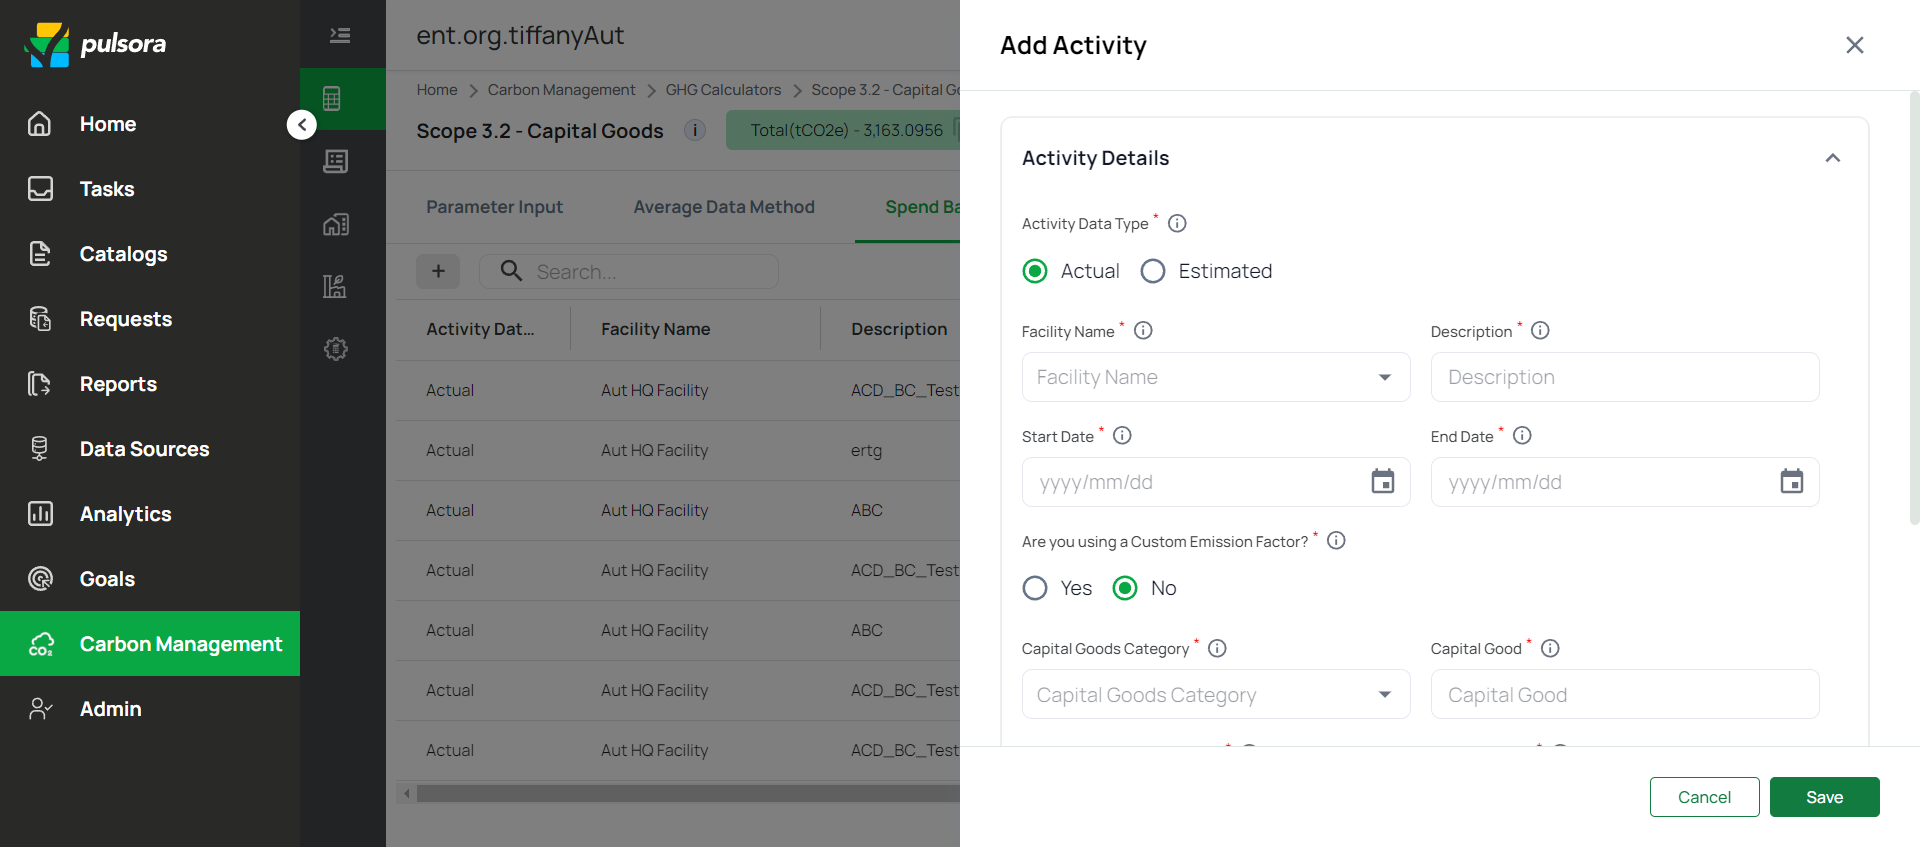 pulsora
Home
Tasks
Catalogs
Requests
Reports
Data Sources
Analytics
Goals
CO₂
Carbon Management
Admin
ent.org.tiffanyAut
Home > Carbon Management > GHG Calculators > Scope 3.2 - Capital Go
Scope 3.2 - Capital Goods i Total(tCO2e) - 3,163.0956
Parameter Input Average Data Method Spend Ba
+ Search...
Activity Dat... Facility Name Description
Actual Aut HQ Facility ACD_BC_Test
Actual Aut HQ Facility ertg
Actual Aut HQ Facility ABC
Actual Aut HQ Facility ACD_BC_Test
Actual Aut HQ Facility ABC
Actual Aut HQ Facility ACD_BC_Test
Actual Aut HQ Facility ACD_BC_Test
Add Activity
Activity Details
Activity Data Type *
Actual Estimated
Facility Name * Description *
Facility Name Description
Start Date * End Date *
yyyy/mm/dd yyyy/mm/dd
Are you using a Custom Emission Factor? *
Yes No
Capital Goods Category * Capital Good *
Capital Goods Category Capital Good
Cancel Save